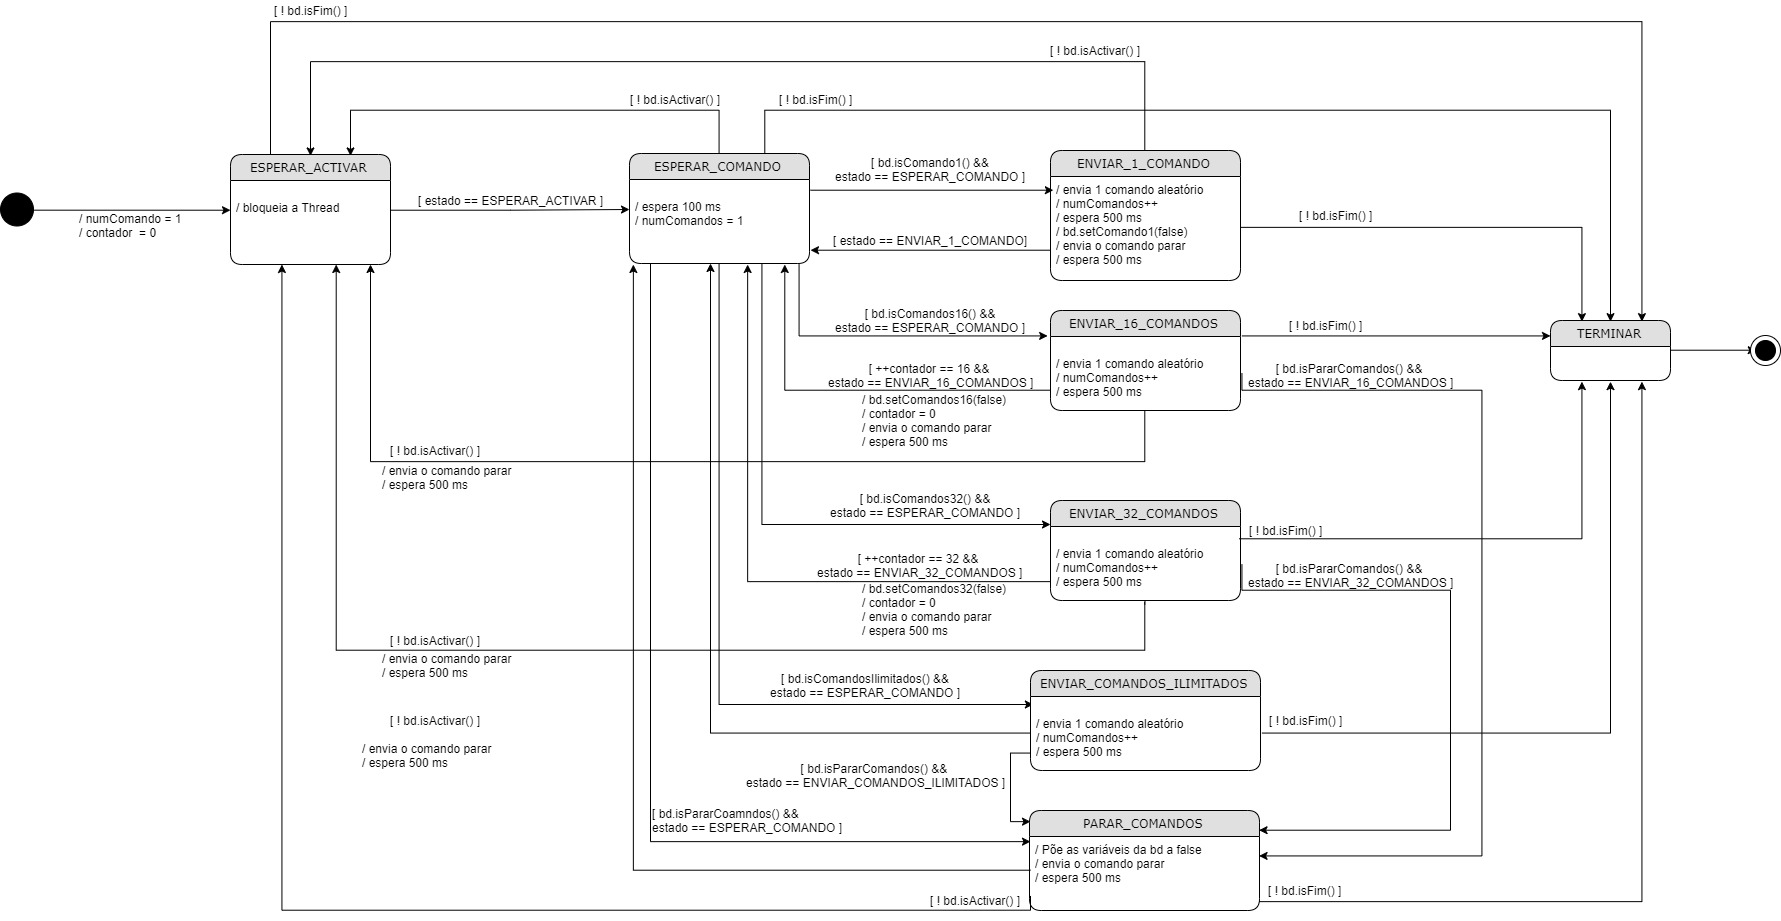 [ ! bd.isFim() ]
[ ! bd.isActivar() ]
[ ! bd.isActivar() ]
[ ! bd.isFim() ]
ESPERAR_ACTIVAR
/ bloqueia a Thread
/ numComando = 1
/ contador  = 0
[ estado == ESPERAR_ACTIVAR ]
ESPERAR_COMANDO
/ espera 100 ms
/ numComandos = 1
[ bd.isComando1() &&
estado == ESPERAR_COMANDO ]
[ estado == ENVIAR_1_COMANDO]
ENVIAR_1_COMANDO
/ envia 1 comando aleatório
/ numComandos++
/ espera 500 ms
/ bd.setComando1(false)
/ envia o comando parar
/ espera 500 ms
[ ! bd.isFim() ]
[ bd.isComandos16() &&
estado == ESPERAR_COMANDO ]
ENVIAR_16_COMANDOS
/ envia 1 comando aleatório
/ numComandos++
/ espera 500 ms
[ ! bd.isFim() ]
TERMINAR
[ ++contador == 16 &&
estado == ENVIAR_16_COMANDOS ]
/ bd.setComandos16(false)
/ contador = 0
/ envia o comando parar
/ espera 500 ms
[ bd.isPararComandos() &&
estado == ENVIAR_16_COMANDOS ]
[ ! bd.isActivar() ]
/ envia o comando parar
/ espera 500 ms
[ bd.isComandos32() &&
estado == ESPERAR_COMANDO ]
ENVIAR_32_COMANDOS
/ envia 1 comando aleatório
/ numComandos++
/ espera 500 ms
[ ! bd.isFim() ]
[ ++contador == 32 &&
estado == ENVIAR_32_COMANDOS ]
/ bd.setComandos32(false)
/ contador = 0
/ envia o comando parar
/ espera 500 ms
[ bd.isPararComandos() &&
estado == ENVIAR_32_COMANDOS ]
[ ! bd.isActivar() ]
/ envia o comando parar
/ espera 500 ms
[ bd.isComandosIlimitados() &&
estado == ESPERAR_COMANDO ]
ENVIAR_COMANDOS_ILIMITADOS
/ envia 1 comando aleatório
/ numComandos++
/ espera 500 ms
[ ! bd.isFim() ]
[ ! bd.isActivar() ]
/ envia o comando parar
/ espera 500 ms
[ bd.isPararComandos() &&
estado == ENVIAR_COMANDOS_ILIMITADOS ]
[ bd.isPararCoamndos() &&
estado == ESPERAR_COMANDO ]
PARAR_COMANDOS
/ Põe as variáveis da bd a false
/ envia o comando parar
/ espera 500 ms
[ ! bd.isFim() ]
[ ! bd.isActivar() ]